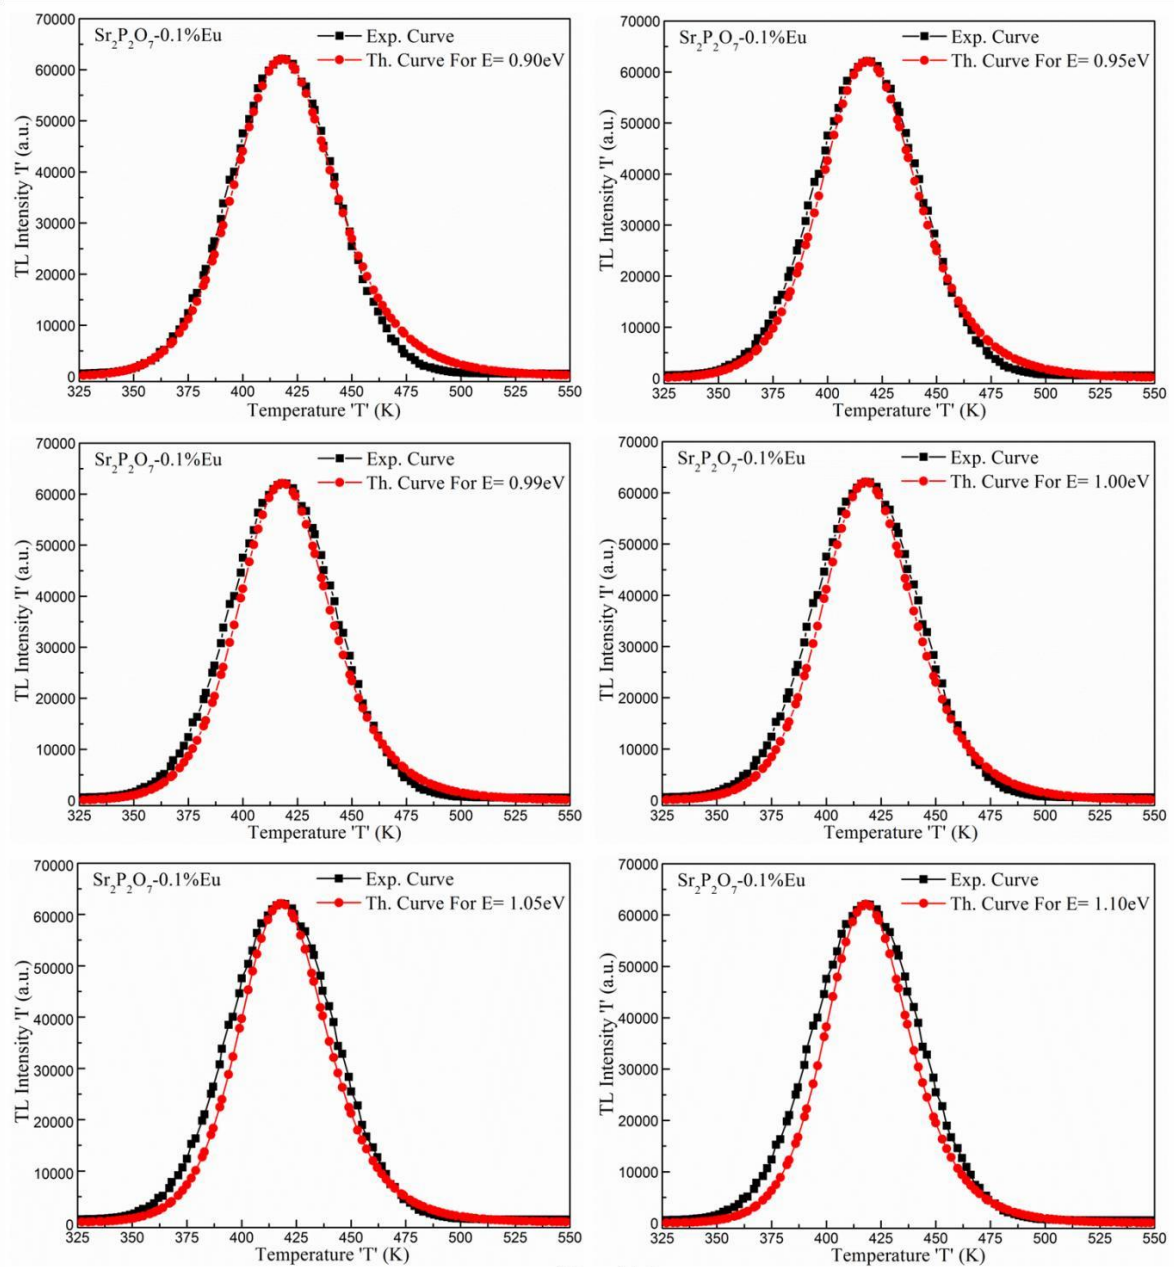 Sr2P2O7-0.1%Eu
Exp. Curve
Th. Curve For E= 0.90eV
TL Intensity 'I' (a.u.)
70000
60000
50000
40000
30000
20000
10000
0
325 350 375 400 425 450 475 500 525 550
Temperature 'T' (K)
Sr2P2O7-0.1%Eu
Exp. Curve
Th. Curve For E= 0.95eV
TL Intensity 'I' (a.u.)
70000
60000
50000
40000
30000
20000
10000
0
325 350 375 400 425 450 475 500 525 550
Temperature 'T' (K)
Sr2P2O7-0.1%Eu
Exp. Curve
Th. Curve For E= 0.99eV
TL Intensity 'I' (a.u.)
70000
60000
50000
40000
30000
20000
10000
0
325 350 375 400 425 450 475 500 525 550
Temperature 'T' (K)
Sr2P2O7-0.1%Eu
Exp. Curve
Th. Curve For E= 1.00eV
TL Intensity 'I' (a.u.)
70000
60000
50000
40000
30000
20000
10000
0
325 350 375 400 425 450 475 500 525 550
Temperature 'T' (K)
Sr2P2O7-0.1%Eu
Exp. Curve
Th. Curve For E= 1.05eV
TL Intensity 'I' (a.u.)
70000
60000
50000
40000
30000
20000
10000
0
325 350 375 400 425 450 475 500 525 550
Temperature 'T' (K)
Sr2P2O7-0.1%Eu
Exp. Curve
Th. Curve For E= 1.10eV
TL Intensity 'I' (a.u.)
70000
60000
50000
40000
30000
20000
10000
0
325 350 375 400 425 450 475 500 525 550
Temperature 'T' (K)